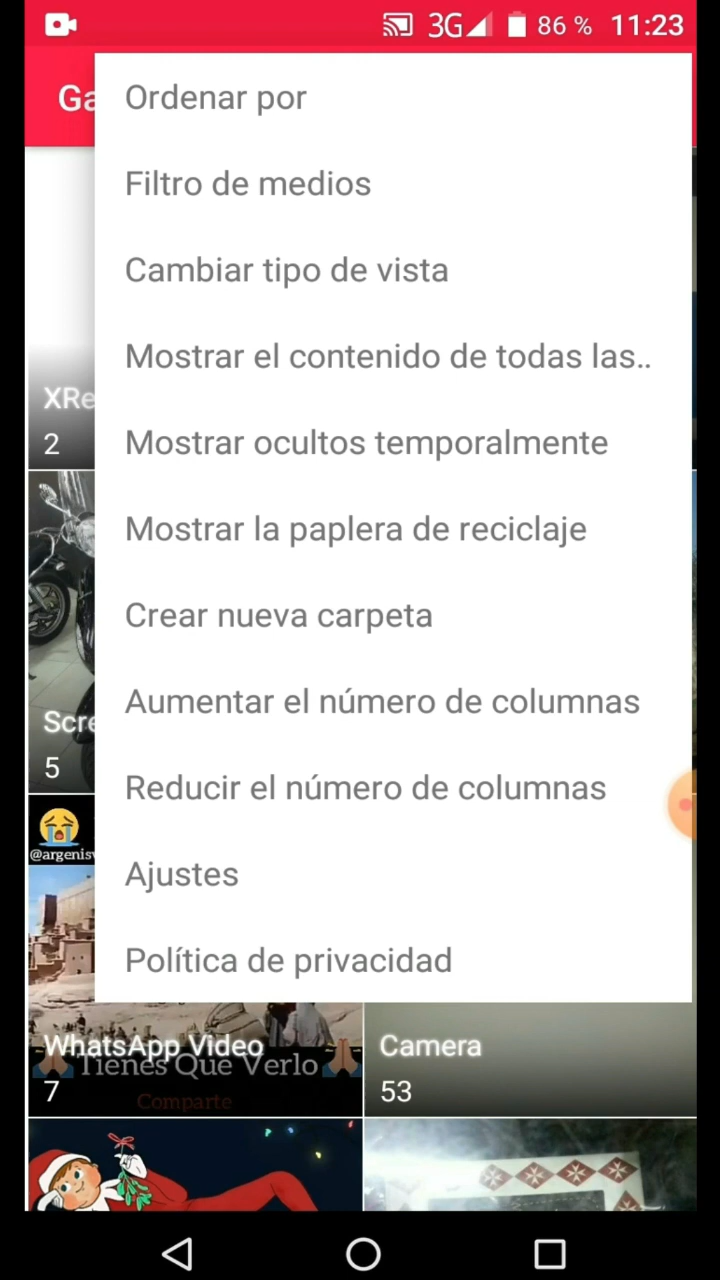 3G 86 % 11:23
Ga
Ordenar por
Filtro de medios
Cambiar tipo de vista
Mostrar el contenido de todas las..
Mostrar ocultos temporalmente
Mostrar la paplera de reciclaje
Crear nueva carpeta
Aumentar el número de columnas
Reducir el número de columnas
Ajustes
Política de privacidad
XRe
2
Scre
5
@argenisv
WhatsApp Video
Tienes Que Verlo
7
Comparte
Camera
53